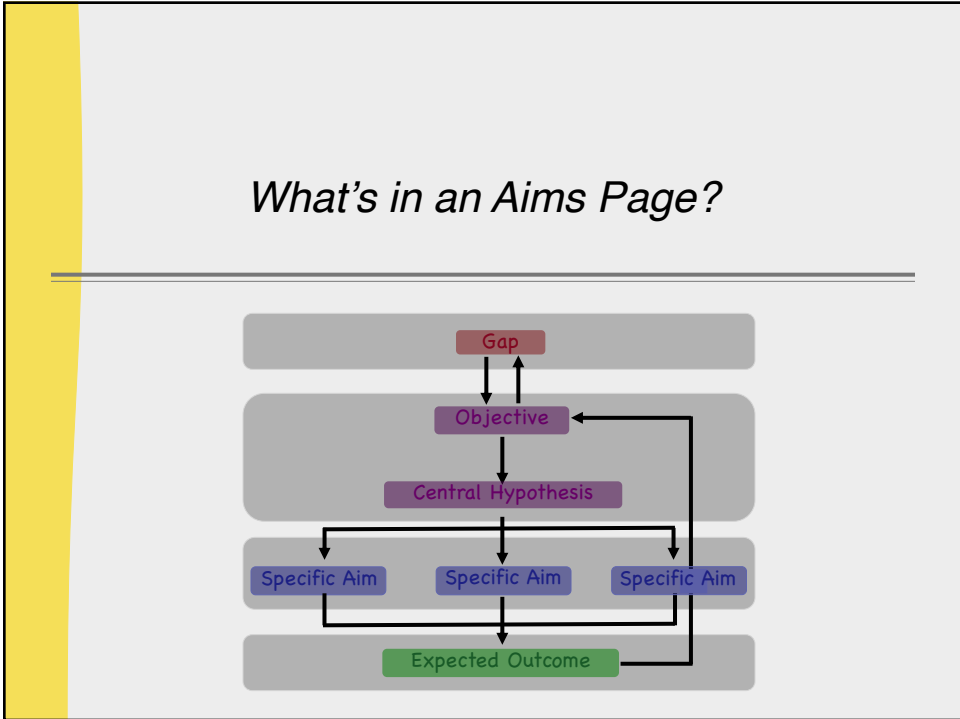 What’s in an Aims Page?
Gap
Objective
Central Hypothesis
Specific Aim Specific Aim Specific Aim
Expected Outcome